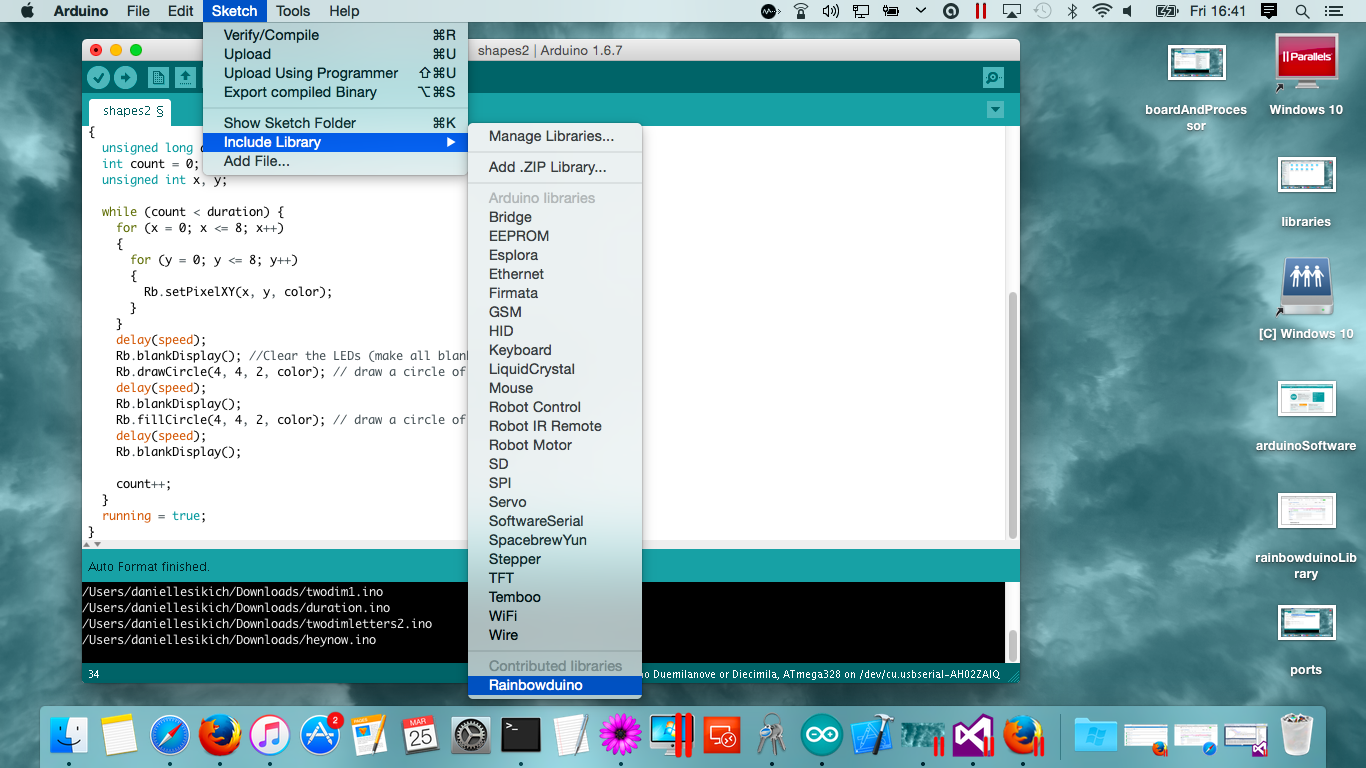 Arduino File Edit Sketch Tools Help Fri 16:41
shapes2 | Arduino 1.6.7
Verify/Compile ⌘R
Upload ⌘U
Upload Using Programmer ⇧⌘U
Export compiled Binary ⌥⌘S
Show Sketch Folder ⌘K
Include Library
Add File...
Manage Libraries...
Add .ZIP Library...
Arduino libraries
Bridge
EEPROM
Esplora
Ethernet
Firmata
GSM
HID
Keyboard
LiquidCrystal
Mouse
Robot Control
Robot IR Remote
Robot Motor
SD
SPI
Servo
SoftwareSerial
SpacebrewYun
Stepper
TFT
Temboo
WiFi
Wire
Contributed libraries
Rainbowduino
shapes2 §
{
unsigned long
int count = 0;
unsigned int x, y;
while (count < duration) {
for (x = 0; x <= 8; x++)
{
for (y = 0; y <= 8; y++)
{
Rb.setPixelXY(x, y, color);
}
}
delay(speed);
Rb.blankDisplay(); //Clear the LEDs (make all blan
Rb.drawCircle(4, 4, 2, color); // draw a circle of
delay(speed);
Rb.blankDisplay();
Rb.fillCircle(4, 4, 2, color); // draw a circle of
delay(speed);
Rb.blankDisplay();
count++;
}
running = true;
}
Auto Format finished.
/Users/daniellesikich/Downloads/twodim1.ino
/Users/daniellesikich/Downloads/duration.ino
/Users/daniellesikich/Downloads/twodimletters2.ino
/Users/daniellesikich/Downloads/heynow.ino
34 no Duemilanove or Diecimila, ATmega328 on /dev/cu.usbserial-AH02ZAIQ
boardAndProces
sor
Parallels
Windows 10
libraries
[C] Windows 10
arduinoSoftware
rainbowduinoLib
rary
ports
2
MAR
25
>_